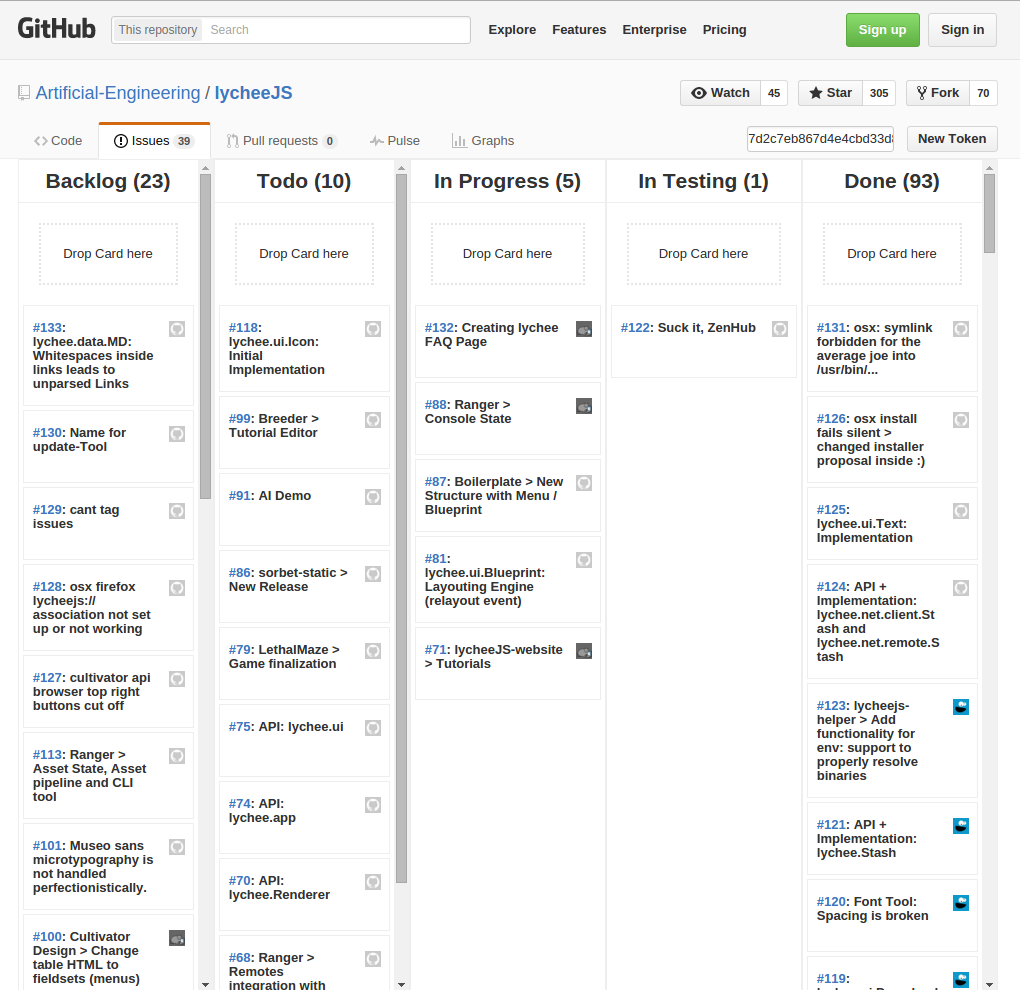 GitHub This repository Search Explore Features Enterprise Pricing Sign up Sign in
Artificial-Engineering / lycheeJS Watch 45 Star 305 Fork 70
Code Issues 39 Pull requests 0 Pulse Graphs 7d2c7eb867d4e4cbd33d New Token
Backlog (23)
Drop Card here
#133:
lychee.data.MD:
Whitespaces inside
links leads to
unparsed Links
#130: Name for
update-Tool
#129: cant tag
issues
#128: osx firefox
lycheejs://
association not set
up or not working
#127: cultivator api
browser top right
buttons cut off
#113: Ranger >
Asset State, Asset
pipeline and CLI
tool
#101: Museo sans
microtypography is
not handled
perfectionistically.
#100: Cultivator
Design > Change
table HTML to
fieldsets (menus)
Todo (10)
Drop Card here
#118:
lychee.ui.Icon:
Initial
Implementation
#99: Breeder >
Tutorial Editor
#91: AI Demo
#86: sorbet-static >
New Release
#79: LethalMaze >
Game finalization
#75: API: lychee.ui
#74: API:
lychee.app
#70: API:
lychee.Renderer
#68: Ranger >
Remotes
integration with
In Progress (5)
Drop Card here
#132: Creating lychee
FAQ Page
#88: Ranger >
Console State
#87: Boilerplate > New
Structure with Menu /
Blueprint
#81:
lychee.ui.Blueprint:
Layouting Engine
(relayout event)
#71: lycheeJS-website
> Tutorials
In Testing (1)
Drop Card here
#122: Suck it, ZenHub
Done (93)
Drop Card here
#131: osx: symlink
forbidden for the
average joe into
/usr/bin/...
#126: osx install
fails silent >
changed installer
proposal inside :)
#125:
lychee.ui.Text:
Implementation
#124: API +
Implementation:
lychee.net.client.St
ash and
lychee.net.remote.S
tash
#123: lycheejs-
helper > Add
functionality for
env: support to
properly resolve
binaries
#121: API +
Implementation:
lychee.Stash
#120: Font Tool:
Spacing is broken
#119: